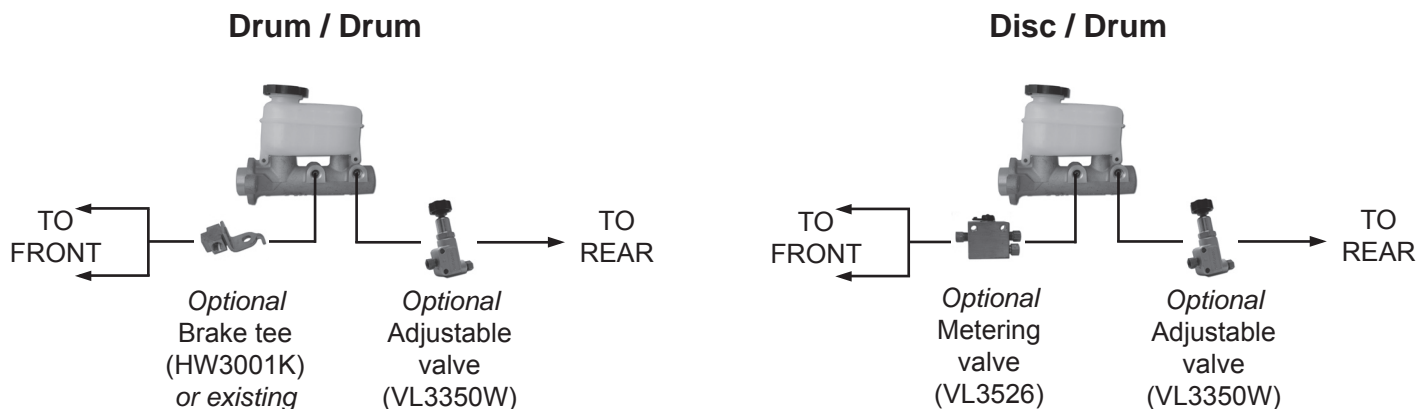 Drum / Drum
TO
FRONT
Optional
Brake tee
(HW3001K)
or existing
Optional
Adjustable
valve
(VL3350W)
TO
REAR
Disc / Drum
TO
FRONT
Optional
Metering
valve
(VL3526)
Optional
Adjustable
valve
(VL3350W)
TO
REAR